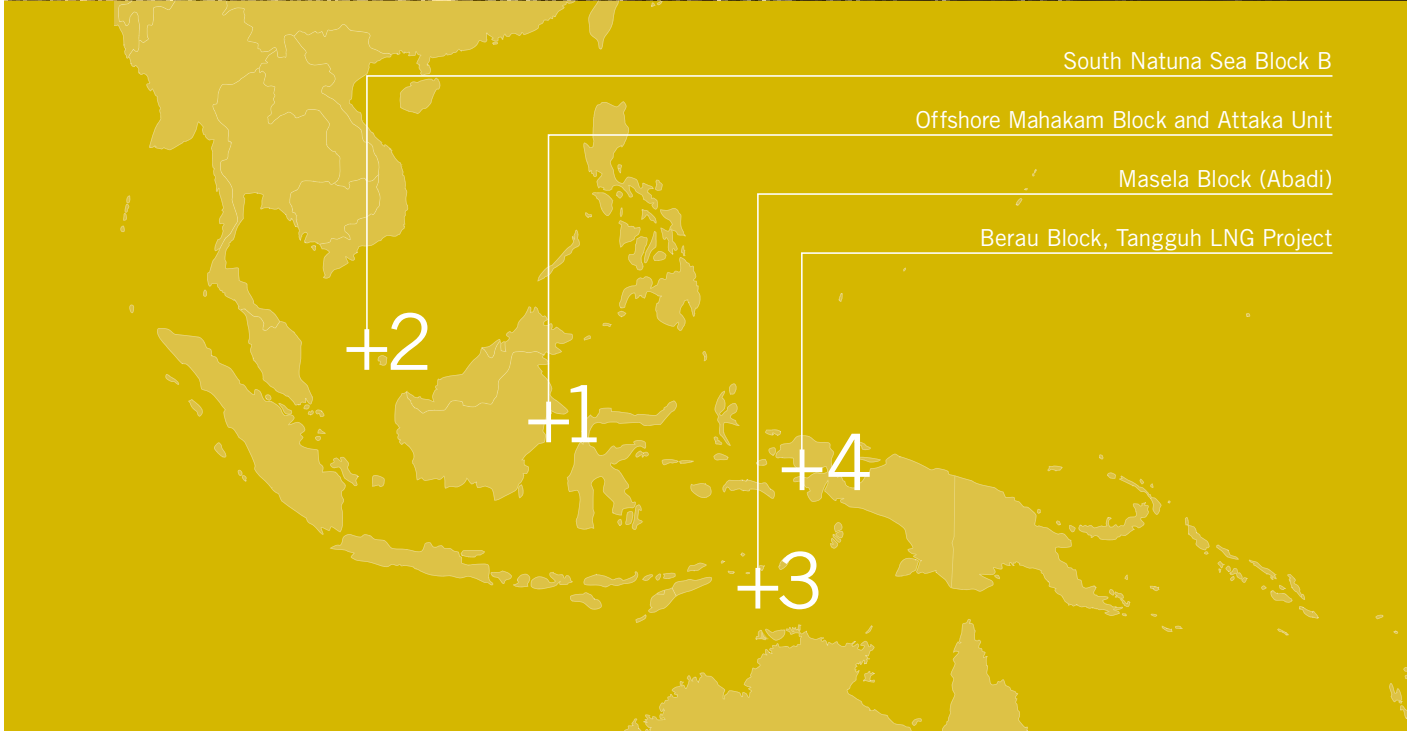 South Natuna Sea Block B
Offshore Mahakam Block and Attaka Unit
Masela Block (Abadi)
Berau Block, Tangguh LNG Project
+2
+1
+4
+3